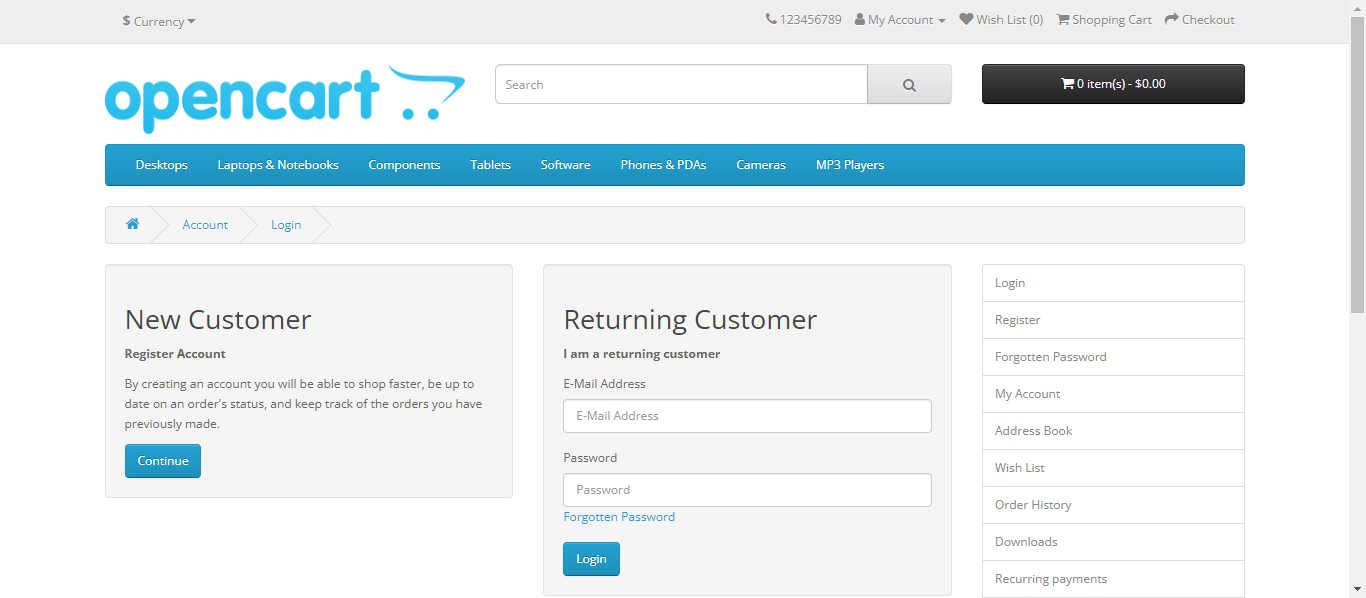 $ Currency
123456789 My Account Wish List (0) Shopping Cart Checkout
opencart
Search
0 item(s) - $0.00
Desktops Laptops & Notebooks Components Tablets Software Phones & PDAs Cameras MP3 Players
Account Login
New Customer
Register Account
By creating an account you will be able to shop faster, be up to
date on an order's status, and keep track of the orders you have
previously made.
Continue
Returning Customer
I am a returning customer
E-Mail Address
E-Mail Address
Password
Password
Forgotten Password
Login
Login
Register
Forgotten Password
My Account
Address Book
Wish List
Order History
Downloads
Recurring payments